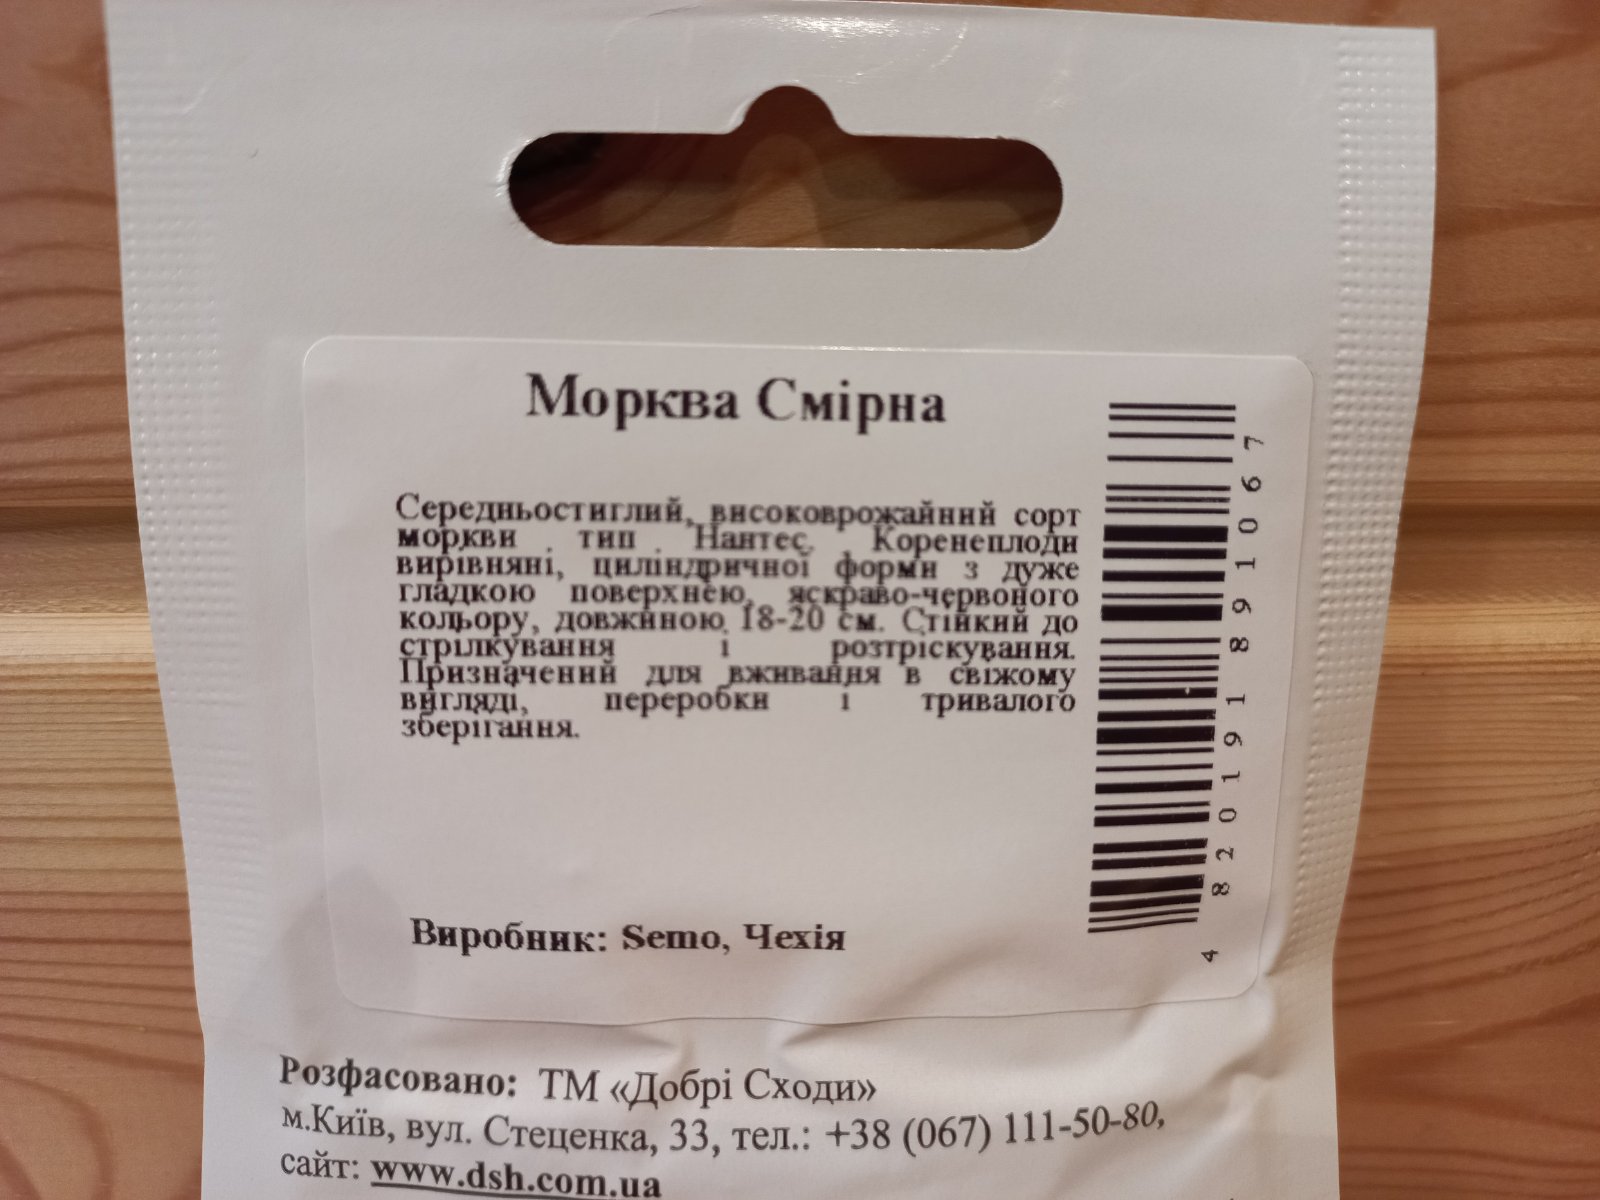 Морква Смірна
Середньостиглий, високоврожайний сорт
моркви . тип . Нантес. Коренеплоди
вирівняні, циліндричної форми з дуже
гладкою поверхнею, яскраво-червоного
кольору, довжиною 18-20 см. Стійкий до
стрілкування і розтріскування.
Призначений для вживання в свіжому
вигляді, переробки і тривалого
зберігання.
Виробник: Semo, Чехія
4 820191 891067
Розфасовано: ТМ «Добрі Сходи»
м.Київ, вул. Стеценка, 33, тел.: +38 (067) 111-50-80,
сайт: www.dsh.com.ua